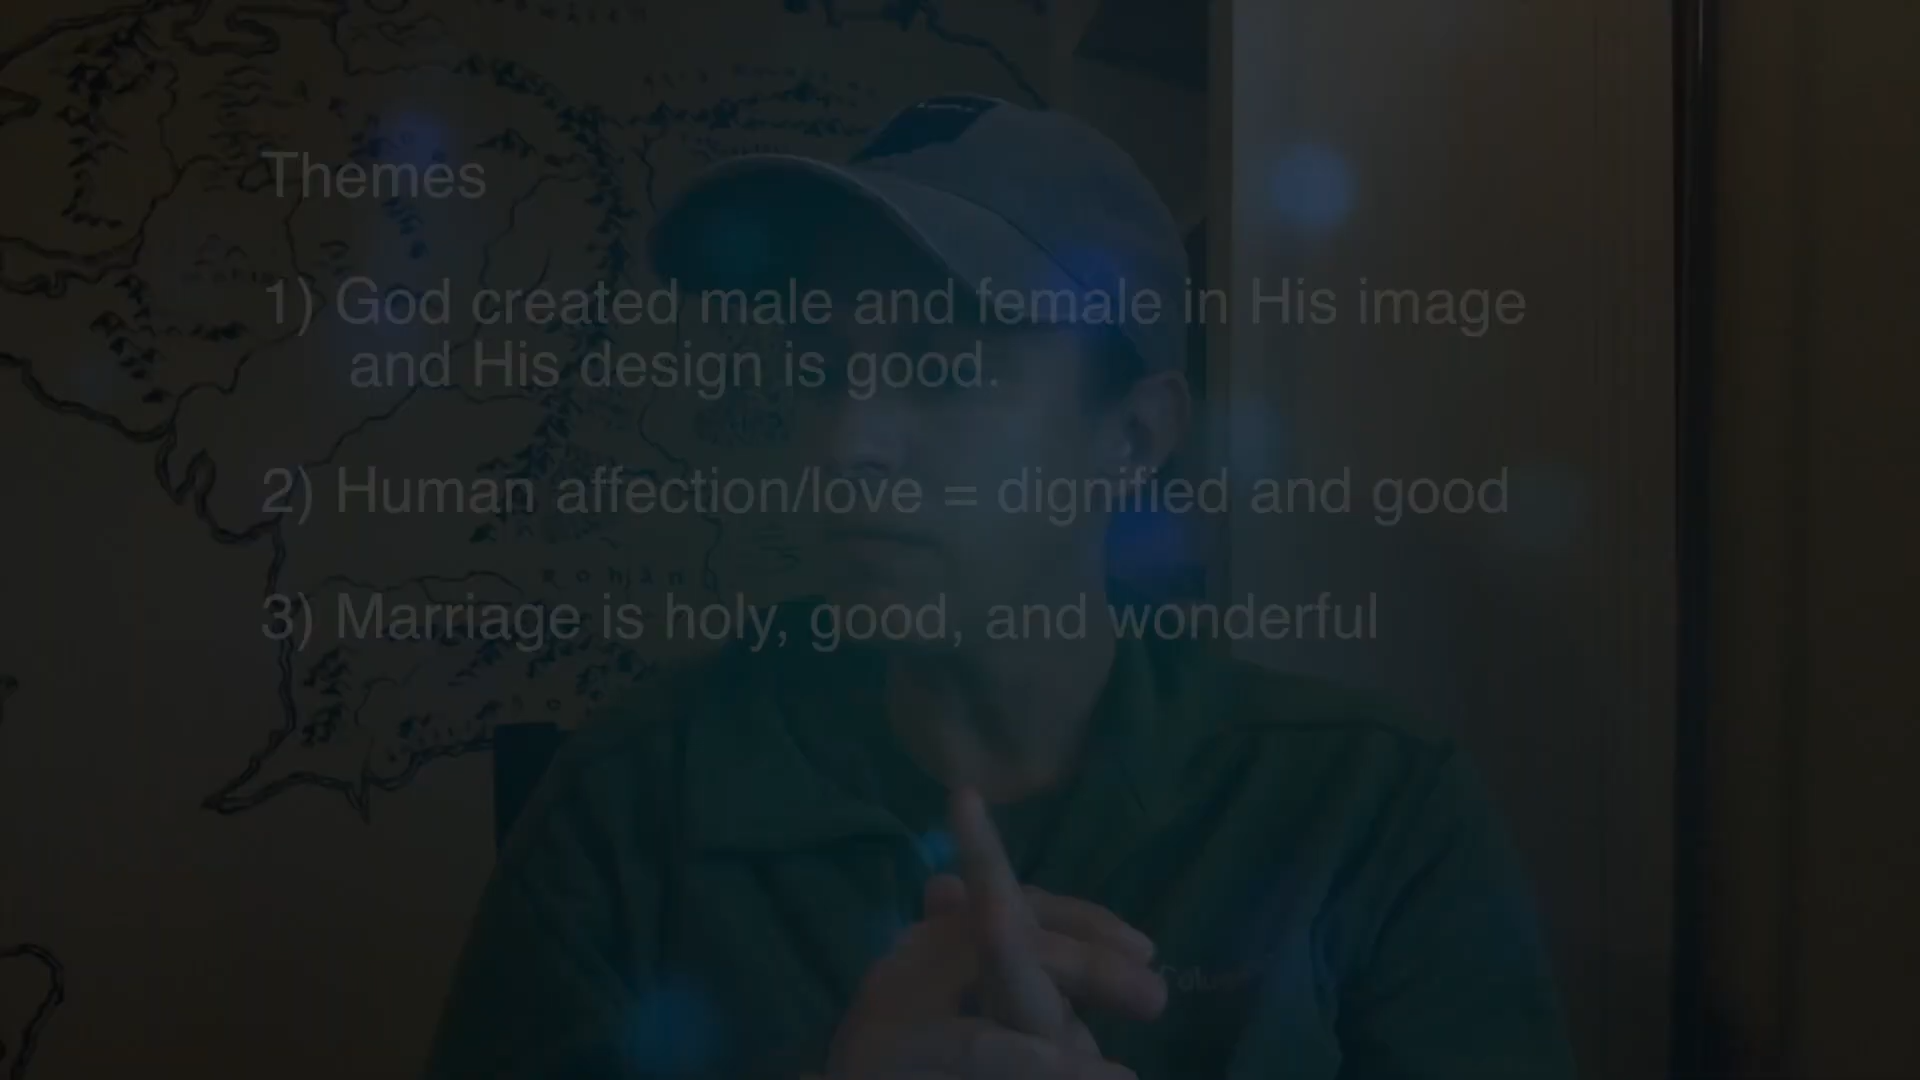 Themes
1) God created male and female in His image
and His design is good.
2) Human affection/love = dignified and good
Rohan
3) Marriage is holy, good, and wonderful